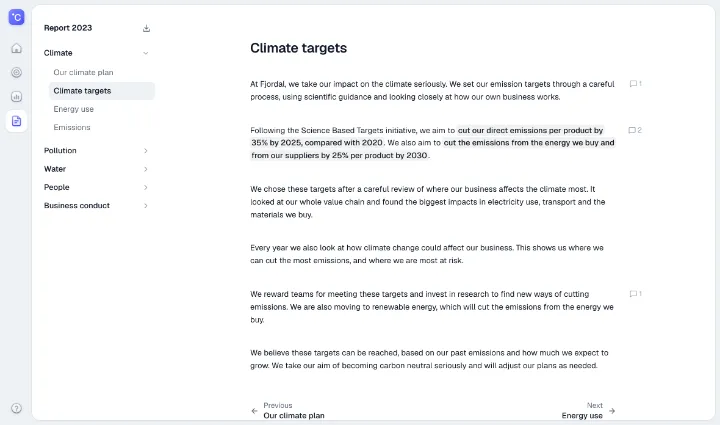 °C
Report 2023
Climate
Our climate plan
Climate targets
Energy use
Emissions
Pollution
Water
People
Business conduct
Climate targets
At Fjordal, we take our impact on the climate seriously. We set our emission targets through a careful
process, using scientific guidance and looking closely at how our own business works.
1
Following the Science Based Targets initiative, we aim to cut our direct emissions per product by
35% by 2025, compared with 2020. We also aim to cut the emissions from the energy we buy and
from our suppliers by 25% per product by 2030.
2
We chose these targets after a careful review of where our business affects the climate most. It
looked at our whole value chain and found the biggest impacts in electricity use, transport and the
materials we buy.
Every year we also look at how climate change could affect our business. This shows us where we
can cut the most emissions, and where we are most at risk.
We reward teams for meeting these targets and invest in research to find new ways of cutting
emissions. We are also moving to renewable energy, which will cut the emissions from the energy we
buy.
1
We believe these targets can be reached, based on our past emissions and how much we expect to
grow. We take our aim of becoming carbon neutral seriously and will adjust our plans as needed.
Previous
Our climate plan
Next
Energy use
?